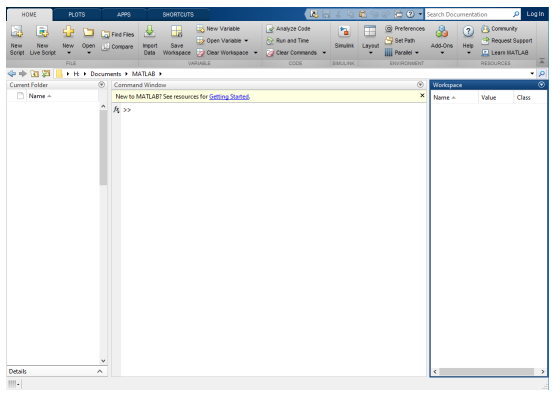 HOME PLOTS APPS SHORTCUTS Search Documentation Log In
New Script
New Live Script
New
Open
Find Files
Compare
Import Data
Save Workspace
New Variable
Open Variable
Clear Workspace
Analyze Code
Run and Time
Clear Commands
Simulink
Layout
Preferences
Set Path
Parallel
Add-Ons
Help
Community
Request Support
Learn MATLAB
FILE VARIABLE CODE SIMULINK ENVIRONMENT RESOURCES
H: Documents MATLAB
Current Folder
Name
Command Window
New to MATLAB? See resources for Getting Started.
fx >>
Workspace
Name Value Class
Details